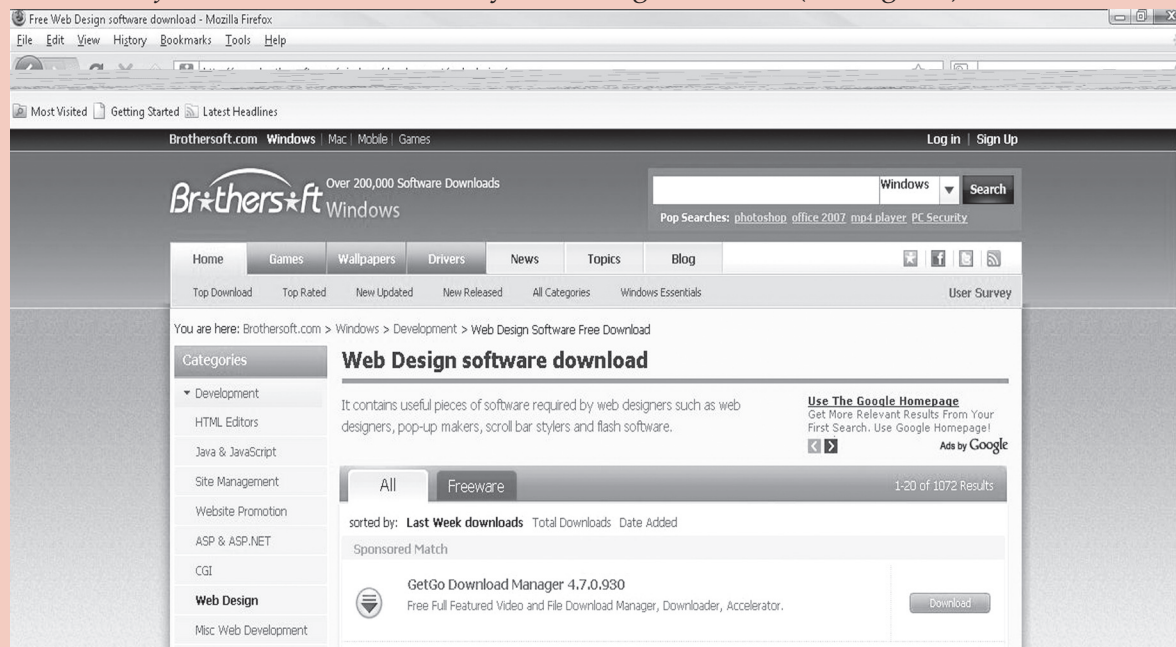 Free Web Design software download - Mozilla Firefox
File Edit View History Bookmarks Tools Help
Most Visited Getting Started Latest Headlines
Brothersoft.com Windows | Mac | Mobile | Games Log in | Sign Up
Brothersoft Over 200,000 Software Downloads
Windows
Windows Search
Pop Searches: photoshop office 2007 mp4 player PC Security
Home Games Wallpapers Drivers News Topics Blog
Top Download Top Rated New Updated New Released All Categories Windows Essentials User Survey
You are here: Brothersoft.com > Windows > Development > Web Design Software Free Download
Categories
Development
HTML Editors
Java & JavaScript
Site Management
Website Promotion
ASP & ASP.NET
CGI
Web Design
Misc Web Development
Web Design software download
It contains useful pieces of software required by web designers such as web
designers, pop-up makers, scroll bar stylers and flash software.
Use The Google Homepage
Get More Relevant Results From Your
First Search. Use Google Homepage!
Ads by Google
All Freeware 1-20 of 1072 Results
sorted by: Last Week downloads Total Downloads Date Added
Sponsored Match
GetGo Download Manager 4.7.0.930
Free Full Featured Video and File Download Manager, Downloader, Accelerator.
Download